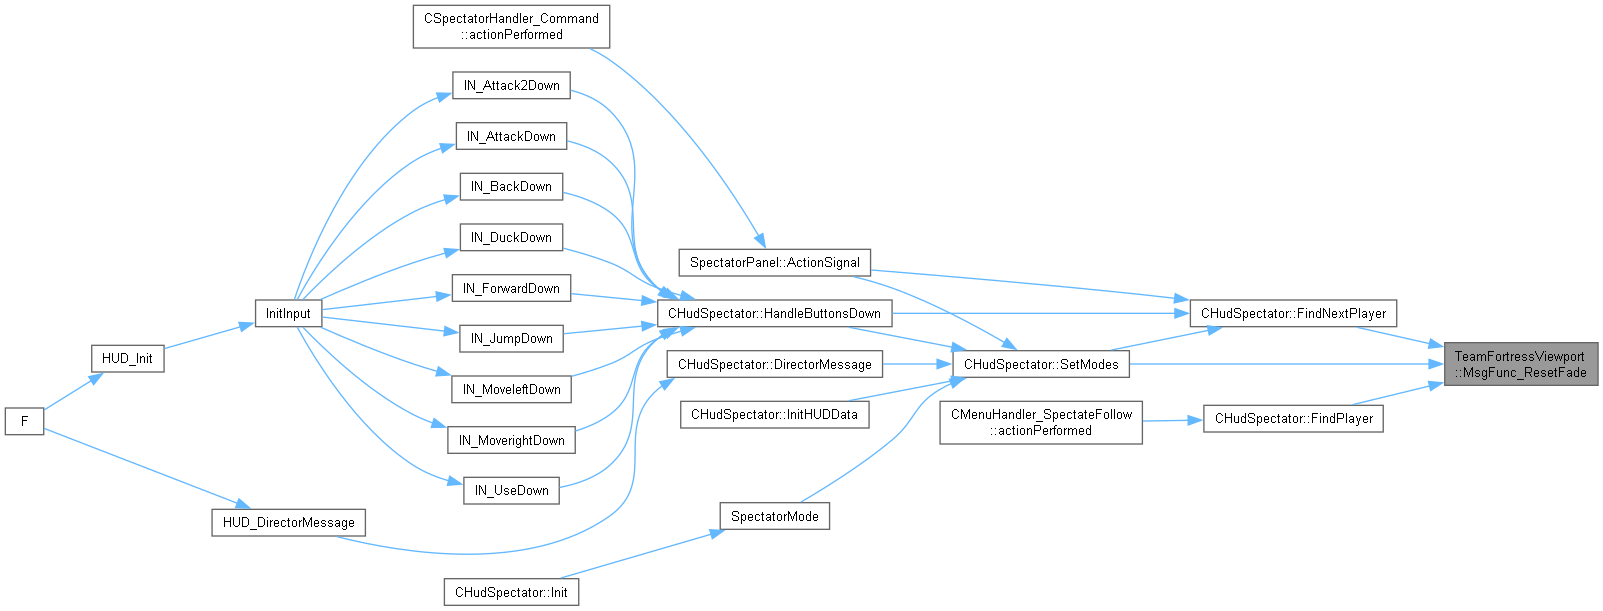 CSpectatorHandler_Command
::actionPerformed
IN_Attack2Down
IN_AttackDown
IN_BackDown
IN_DuckDown
SpectatorPanel::ActionSignal
IN_ForwardDown
InitInput
CHudSpectator::HandleButtonsDown
CHudSpectator::FindNextPlayer
IN_JumpDown
HUD_Init
CHudSpectator::DirectorMessage
CHudSpectator::SetModes
TeamFortressViewport
::MsgFunc_ResetFade
IN_MoveleftDown
CHudSpectator::InitHUDData
CMenuHandler_SpectateFollow
::actionPerformed
CHudSpectator::FindPlayer
F
IN_MoverightDown
IN_UseDown
HUD_DirectorMessage
SpectatorMode
CHudSpectator::Init